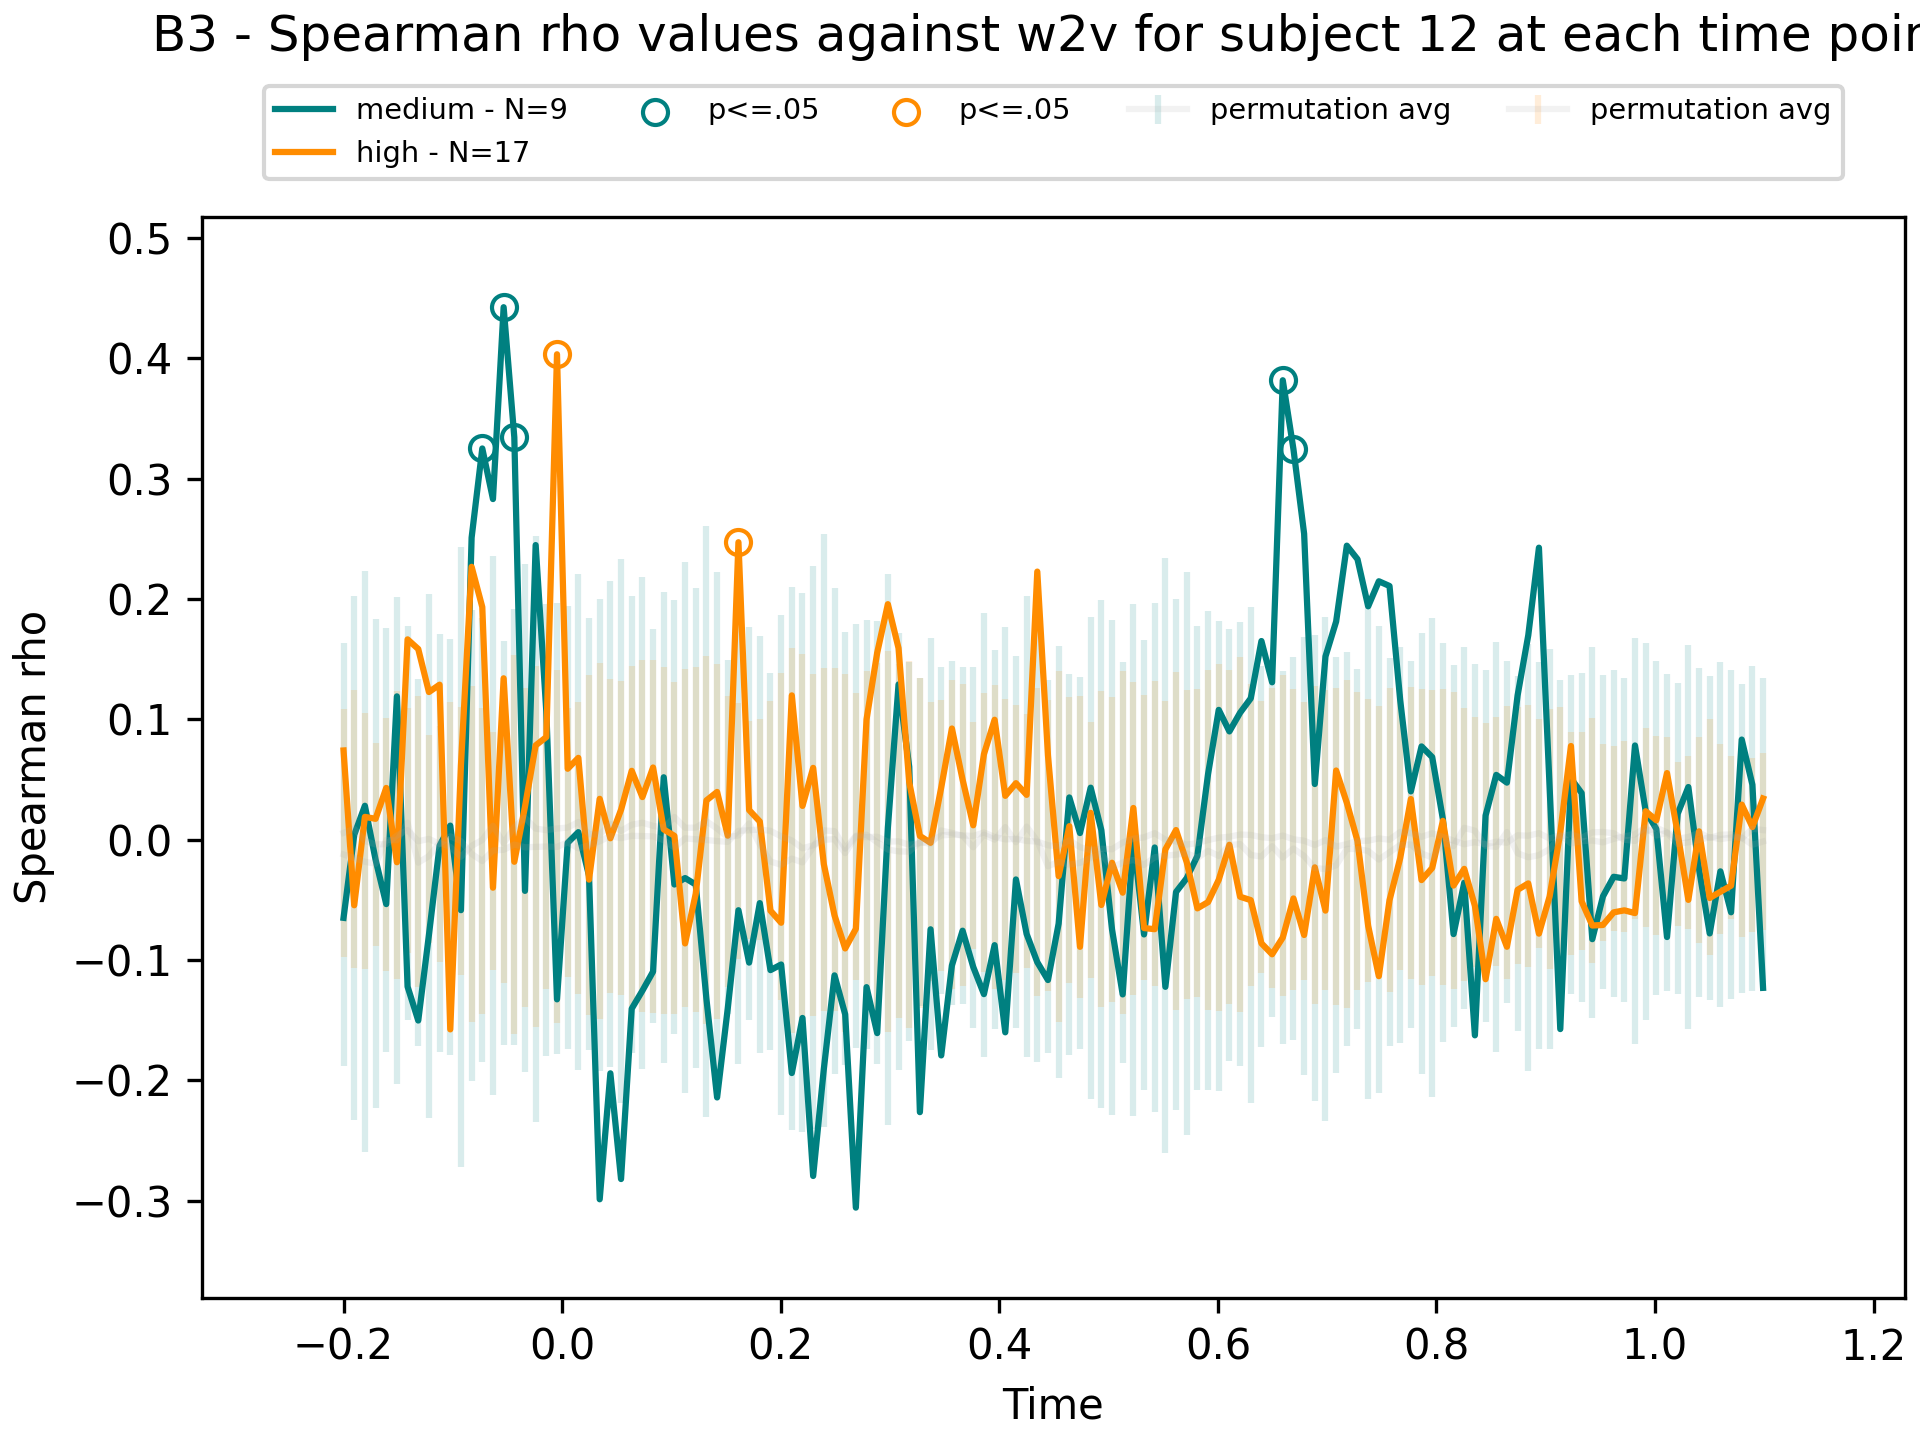 B3 - Spearman rho values against w2v for subject 12 at each time poin
medium - N=9
high - N=17
p<=.05
p<=.05
permutation avg
permutation avg
Spearman rho
0.5
0.4
0.3
0.2
0.1
0.0
−0.1
−0.2
−0.3
−0.2 0.0 0.2 0.4 0.6 0.8 1.0 1.2
Time